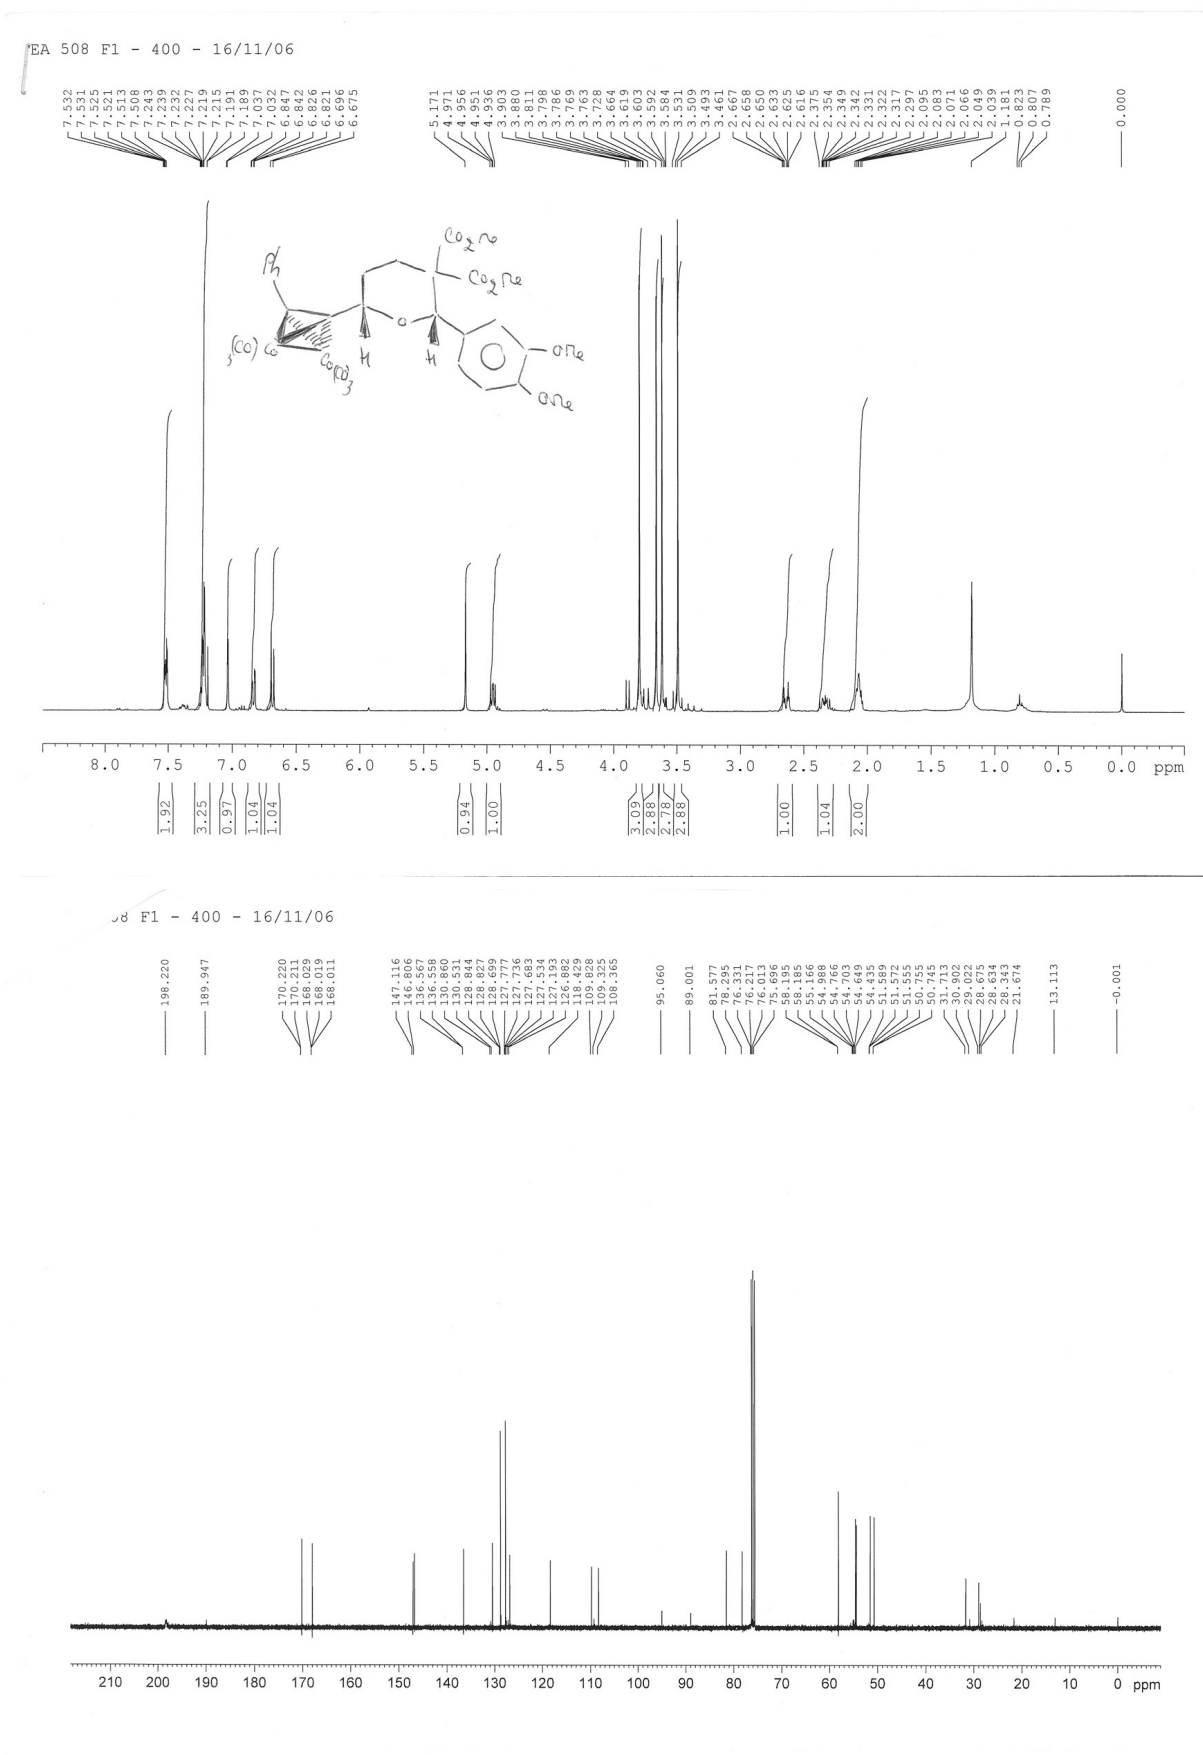 EA 508 F1 - 400 - 16/11/06
7.532 7.531 7.525 7.521 7.513 7.508 7.243 7.239 7.232 7.227 7.219 7.215 7.191 7.189 7.037 7.032 6.847 6.842 6.826 6.821 6.696 6.675 5.171 4.971 4.956 4.951 4.936 3.903 3.880 3.811 3.798 3.786 3.769 3.763 3.728 3.664 3.619 3.603 3.592 3.584 3.531 3.509 3.493 3.461 2.667 2.658 2.650 2.633 2.625 2.616 2.375 2.354 2.349 2.342 2.331 2.322 2.317 2.297 2.095 2.083 2.071 2.066 2.049 2.039 1.181 0.823 0.807 0.789 0.000
CO2Me
Ph
CO2Me
3(CO) Co
Co(CO)3
H O H
OMe
OMe
8.0 7.5 7.0 6.5 6.0 5.5 5.0 4.5 4.0 3.5 3.0 2.5 2.0 1.5 1.0 0.5 0.0 ppm
1.92 3.25 0.97 1.04 1.04 0.94 1.00 3.09 2.88 2.78 2.88 1.00 1.04 2.00
08 F1 - 400 - 16/11/06
198.220 189.947 170.220 170.211 168.029 168.019 168.011 147.116 146.806 136.567 136.558 130.860 130.531 128.844 128.827 128.699 127.777 127.736 127.683 127.534 127.193 126.882 118.429 109.828 109.325 108.365 95.060 89.001 81.577 78.295 76.331 76.217 76.013 75.696 58.195 58.185 55.166 54.988 54.766 54.703 54.649 54.435 51.589 51.572 51.555 50.755 50.745 31.713 30.902 29.022 28.675 28.634 28.343 21.674 13.113 -0.001
210 200 190 180 170 160 150 140 130 120 110 100 90 80 70 60 50 40 30 20 10 0 ppm